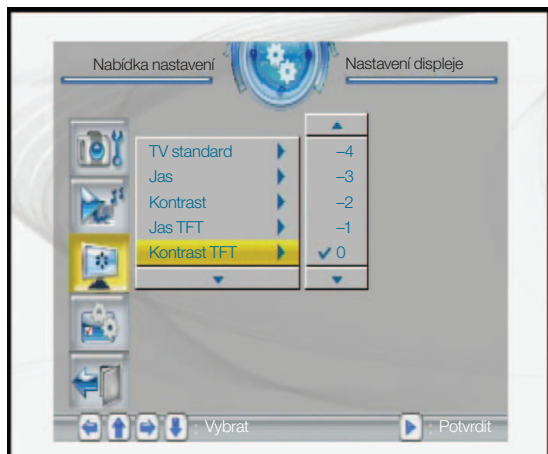 Nabídka nastavení
Nastavení displeje
TV standard
Jas
Kontrast
Jas TFT
Kontrast TFT
–4
–3
–2
–1
0
: Vybrat
: Potvrdit